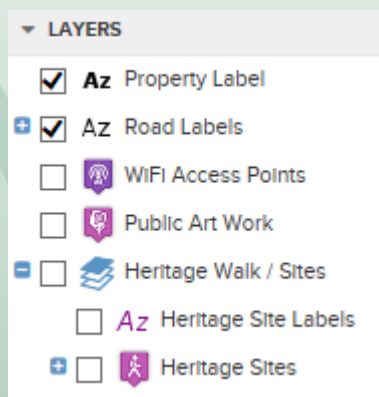 LAYERS
Az Property Label
Az Road Labels
WiFi Access Points
Public Art Work
Heritage Walk / Sites
Az Heritage Site Labels
Heritage Sites